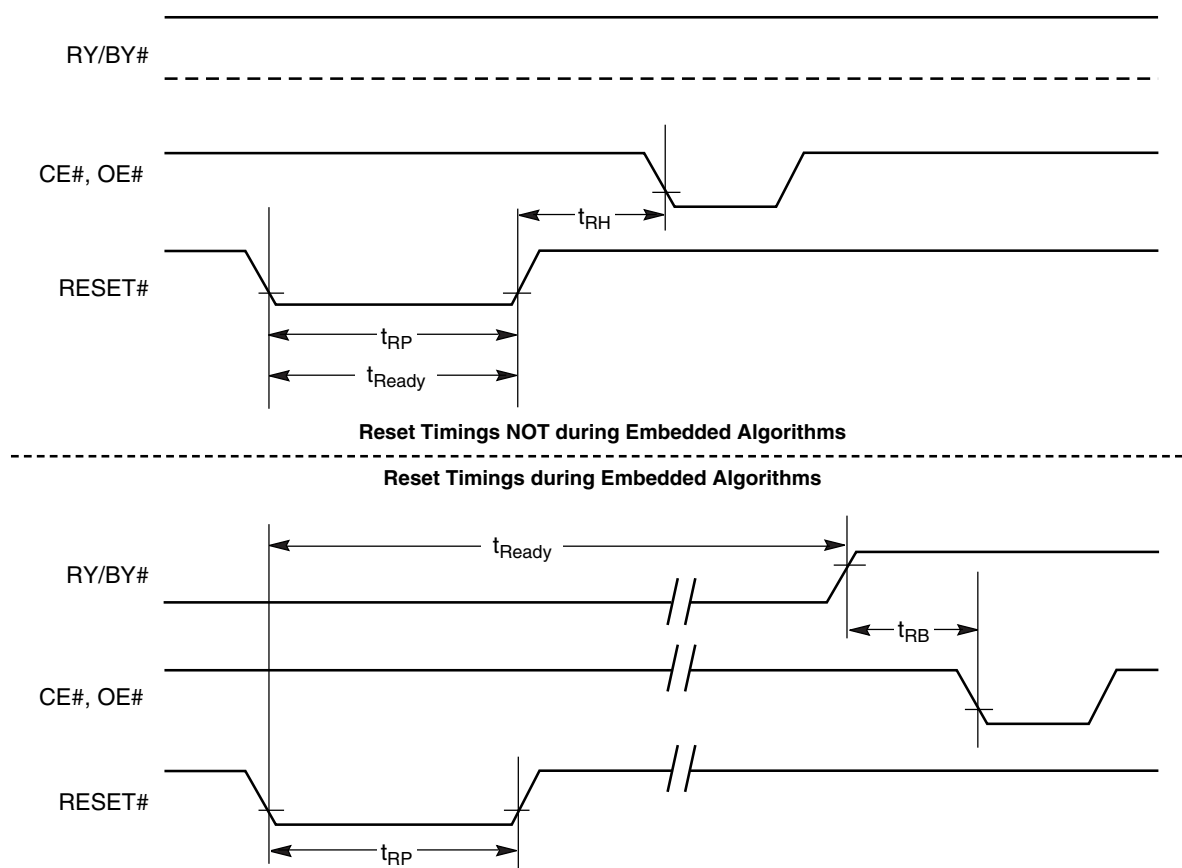 RY/BY#
CE#, OE#
tRH
RESET#
tRP
tReady
Reset Timings NOT during Embedded Algorithms
Reset Timings during Embedded Algorithms
tReady
RY/BY#
tRB
CE#, OE#
RESET#
tRP